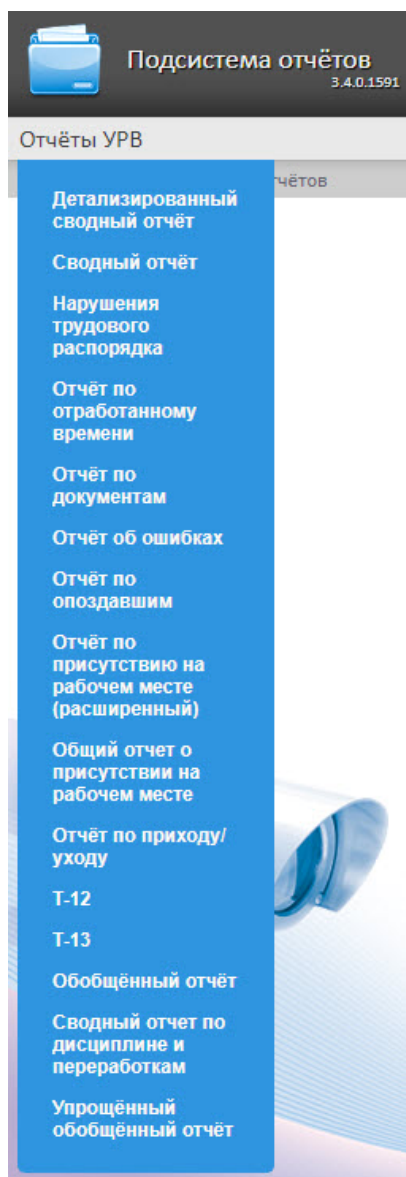 Подсистема отчётов
3.4.0.1591
Отчёты УРВ
Детализированный
сводный отчёт
Сводный отчёт
Нарушения
трудового
распорядка
Отчёт по
отработанному
времени
Отчёт по
документам
Отчёт об ошибках
Отчёт по
опоздавшим
Отчёт по
присутствию на
рабочем месте
(расширенный)
Общий отчет о
присутствии на
рабочем месте
Отчёт по приходу/
уходу
Т-12
Т-13
Обобщённый отчёт
Сводный отчет по
дисциплине и
переработкам
Упрощённый
обобщённый отчёт